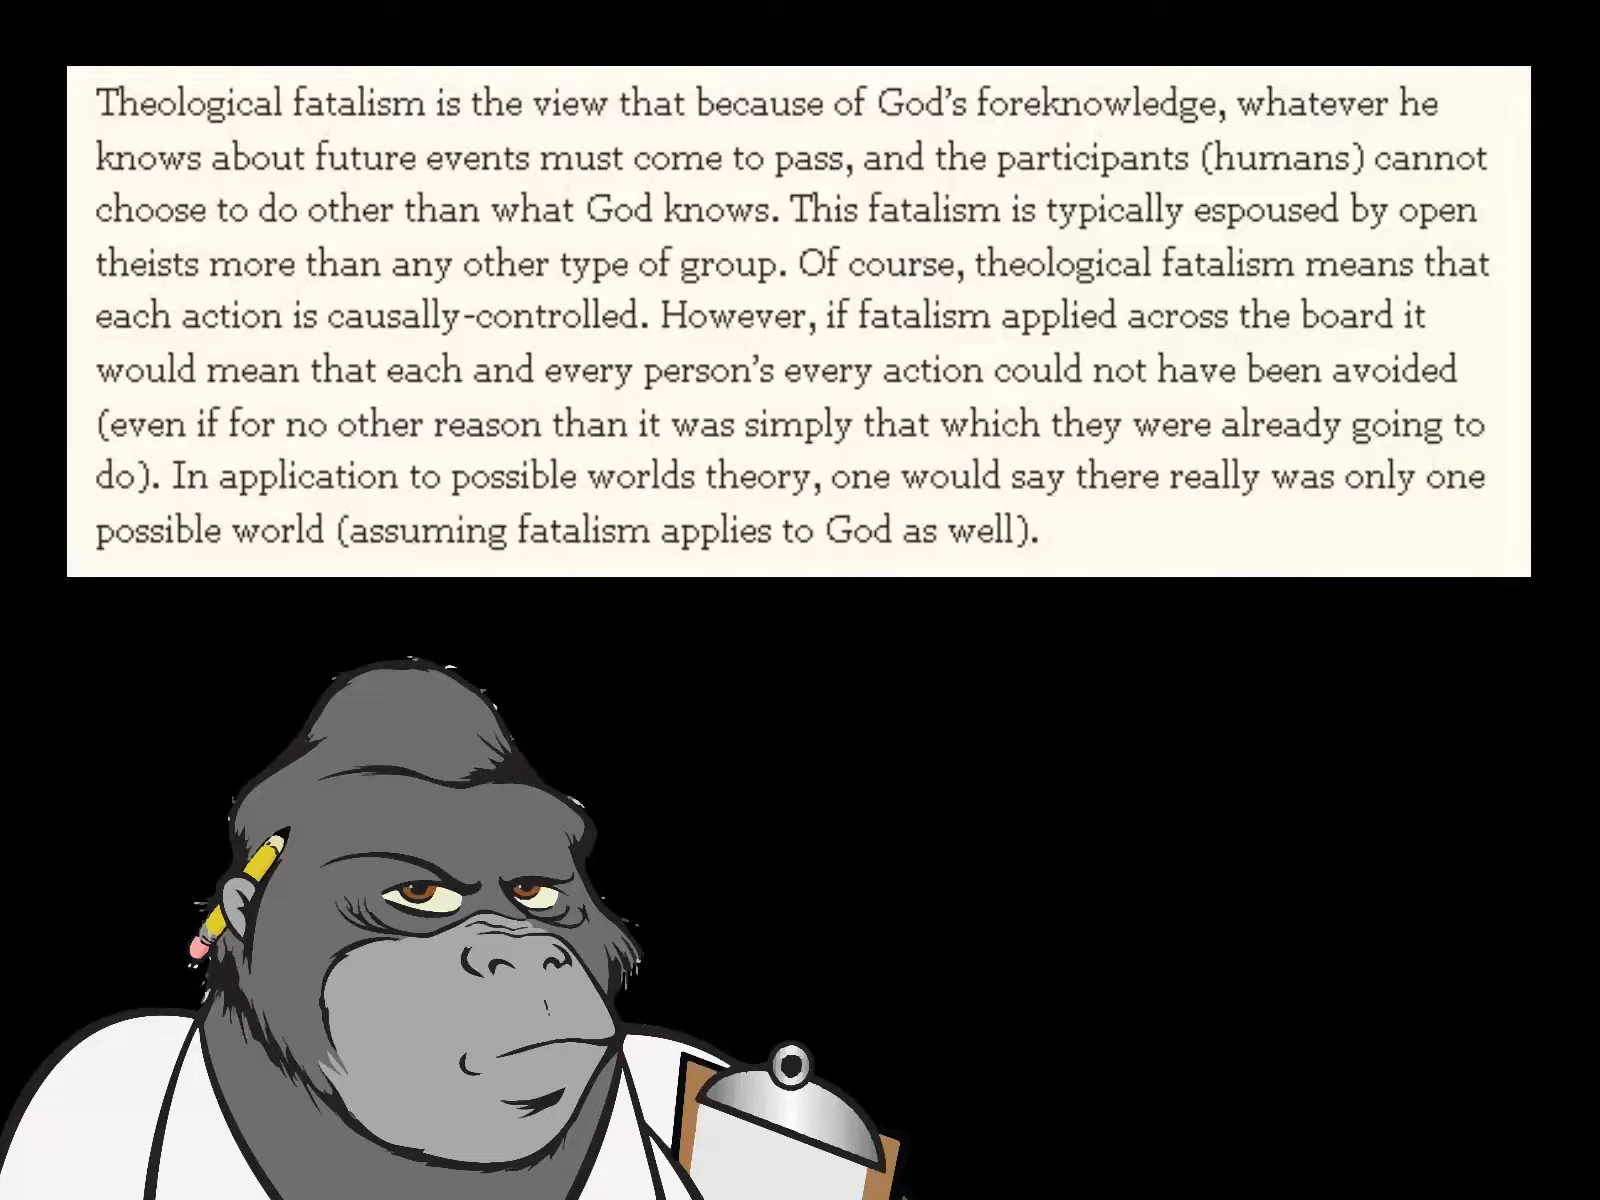 Theological fatalism is the view that because of God’s foreknowledge, whatever he
knows about future events must come to pass, and the participants (humans) cannot
choose to do other than what God knows. This fatalism is typically espoused by open
theists more than any other type of group. Of course, theological fatalism means that
each action is causally-controlled. However, if fatalism applied across the board it
would mean that each and every person’s every action could not have been avoided
(even if for no other reason than it was simply that which they were already going to
do). In application to possible worlds theory, one would say there really was only one
possible world (assuming fatalism applies to God as well).